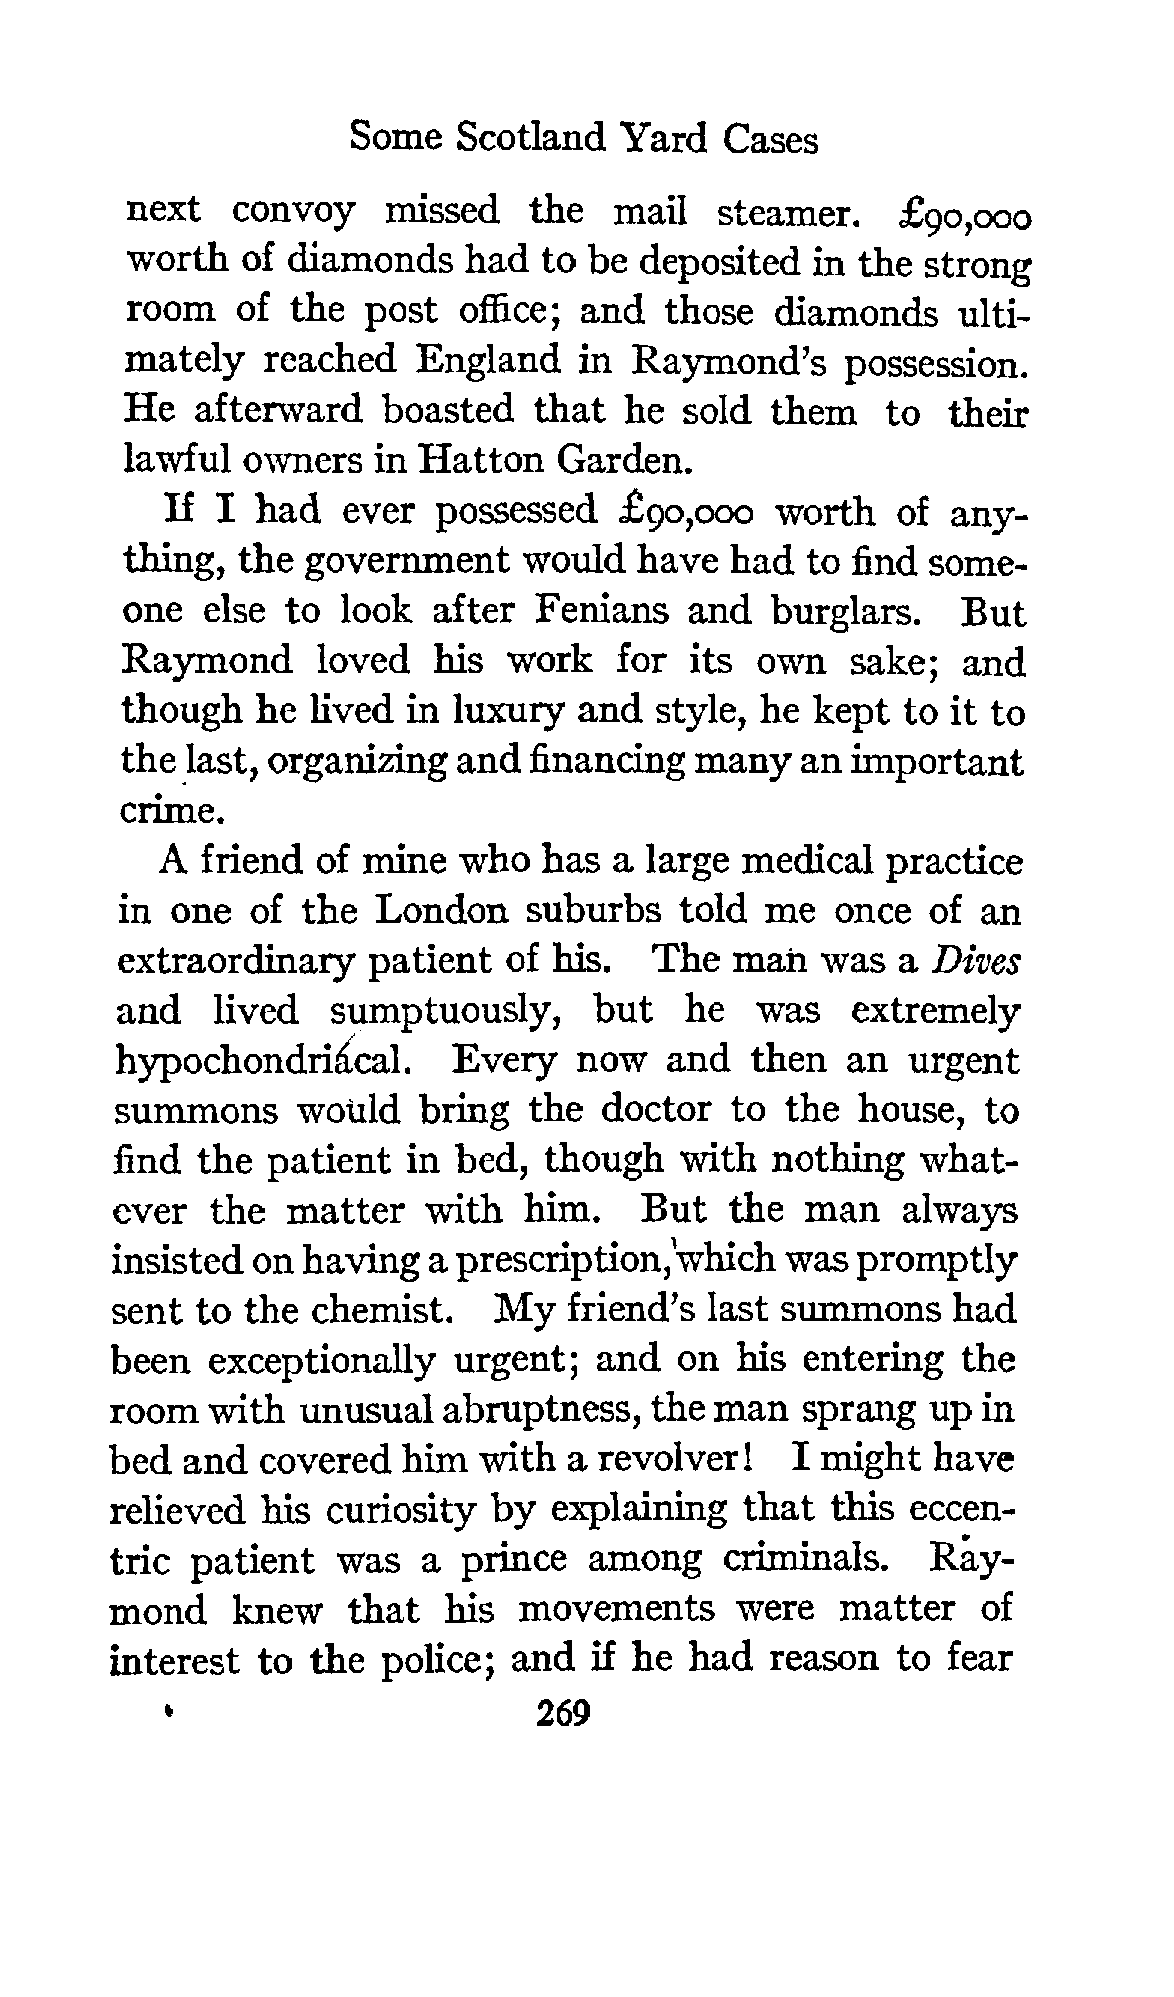 Some Scotland Yard Cases
next convoy missed the mail steamer. £90,000
worth of diamonds had to be deposited in the strong
room of the post office; and those diamonds ulti-
mately reached England in Raymond's possession.
He afterward boasted that he sold them to their
lawful owners in Hatton Garden.
If I had ever possessed £90,000 worth of any-
thing, the government would have had to find some-
one else to look after Fenians and burglars. But
Raymond loved his work for its own sake; and
though he lived in luxury and style, he kept to it to
the last, organizing and financing many an important
crime.
A friend of mine who has a large medical practice
in one of the London suburbs told me once of an
extraordinary patient of his. The man was a Dives
and lived sumptuously, but he was extremely
hypochondriacal. Every now and then an urgent
summons would bring the doctor to the house, to
find the patient in bed, though with nothing what-
ever the matter with him. But the man always
insisted on having a prescription, which was promptly
sent to the chemist. My friend's last summons had
been exceptionally urgent; and on his entering the
room with unusual abruptness, the man sprang up in
bed and covered him with a revolver! I might have
relieved his curiosity by explaining that this eccen-
tric patient was a prince among criminals. Ray-
mond knew that his movements were matter of
interest to the police; and if he had reason to fear
269